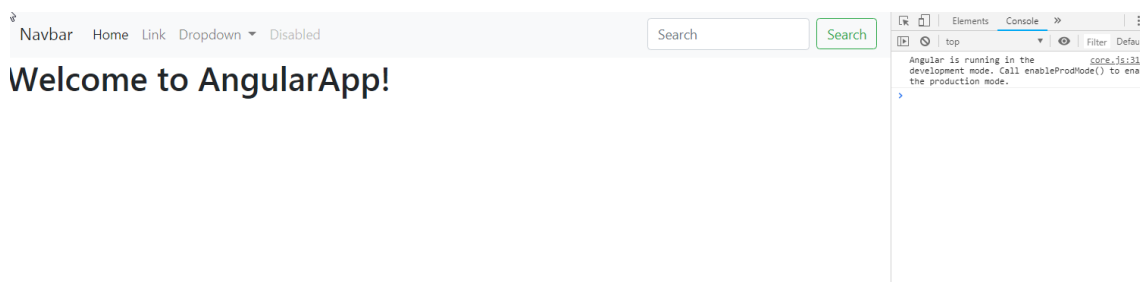 Navbar Home Link Dropdown Disabled Search Search
Welcome to AngularApp!
Elements Console »
top Filter Defau
Angular is running in the core.js:31
development mode. Call enableProdMode() to ena
the production mode.